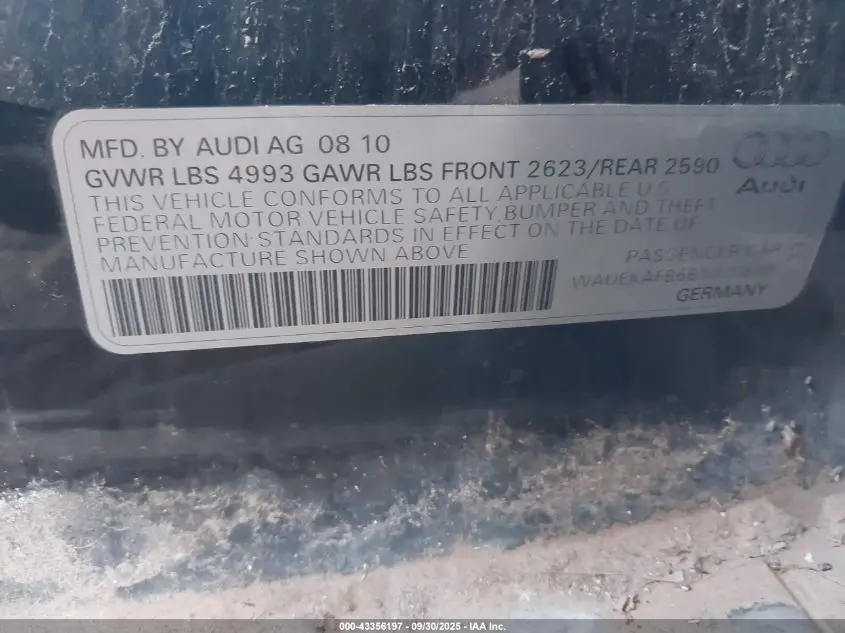 MFD. BY AUDI AG 08 10
GVWR LBS 4993 GAWR LBS FRONT 2623/REAR 2590
THIS VEHICLE CONFORMS TO ALL APPLICABLE U.S.
FEDERAL MOTOR VEHICLE SAFETY, BUMPER AND THEFT
PREVENTION STANDARDS IN EFFECT ON THE DATE OF
MANUFACTURE SHOWN ABOVE
Audi
PASSENGER CAR
GERMANY
000-43356197 - 09/30/2025 - IAA Inc.